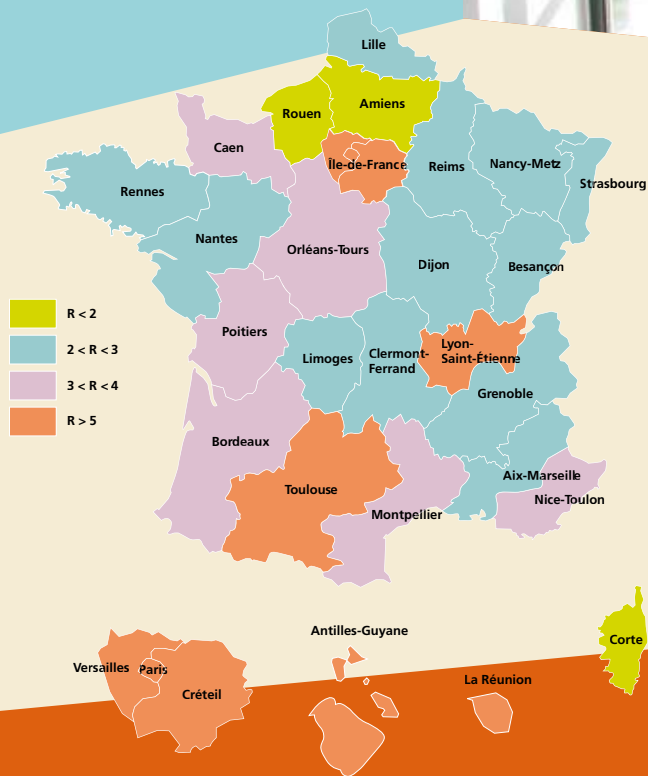 Lille
Amiens
Rouen
Caen
Île-de-France
Reims
Nancy-Metz
Strasbourg
Rennes
Nantes
Orléans-Tours
Dijon
Besançon
R < 2
2 < R < 3
3 < R < 4
R > 5
Poitiers
Limoges
Clermont-
Ferrand
Lyon-
Saint-Étienne
Grenoble
Bordeaux
Toulouse
Aix-Marseille
Nice-Toulon
Montpellier
Antilles-Guyane
Corte
Versailles
Paris
Créteil
La Réunion